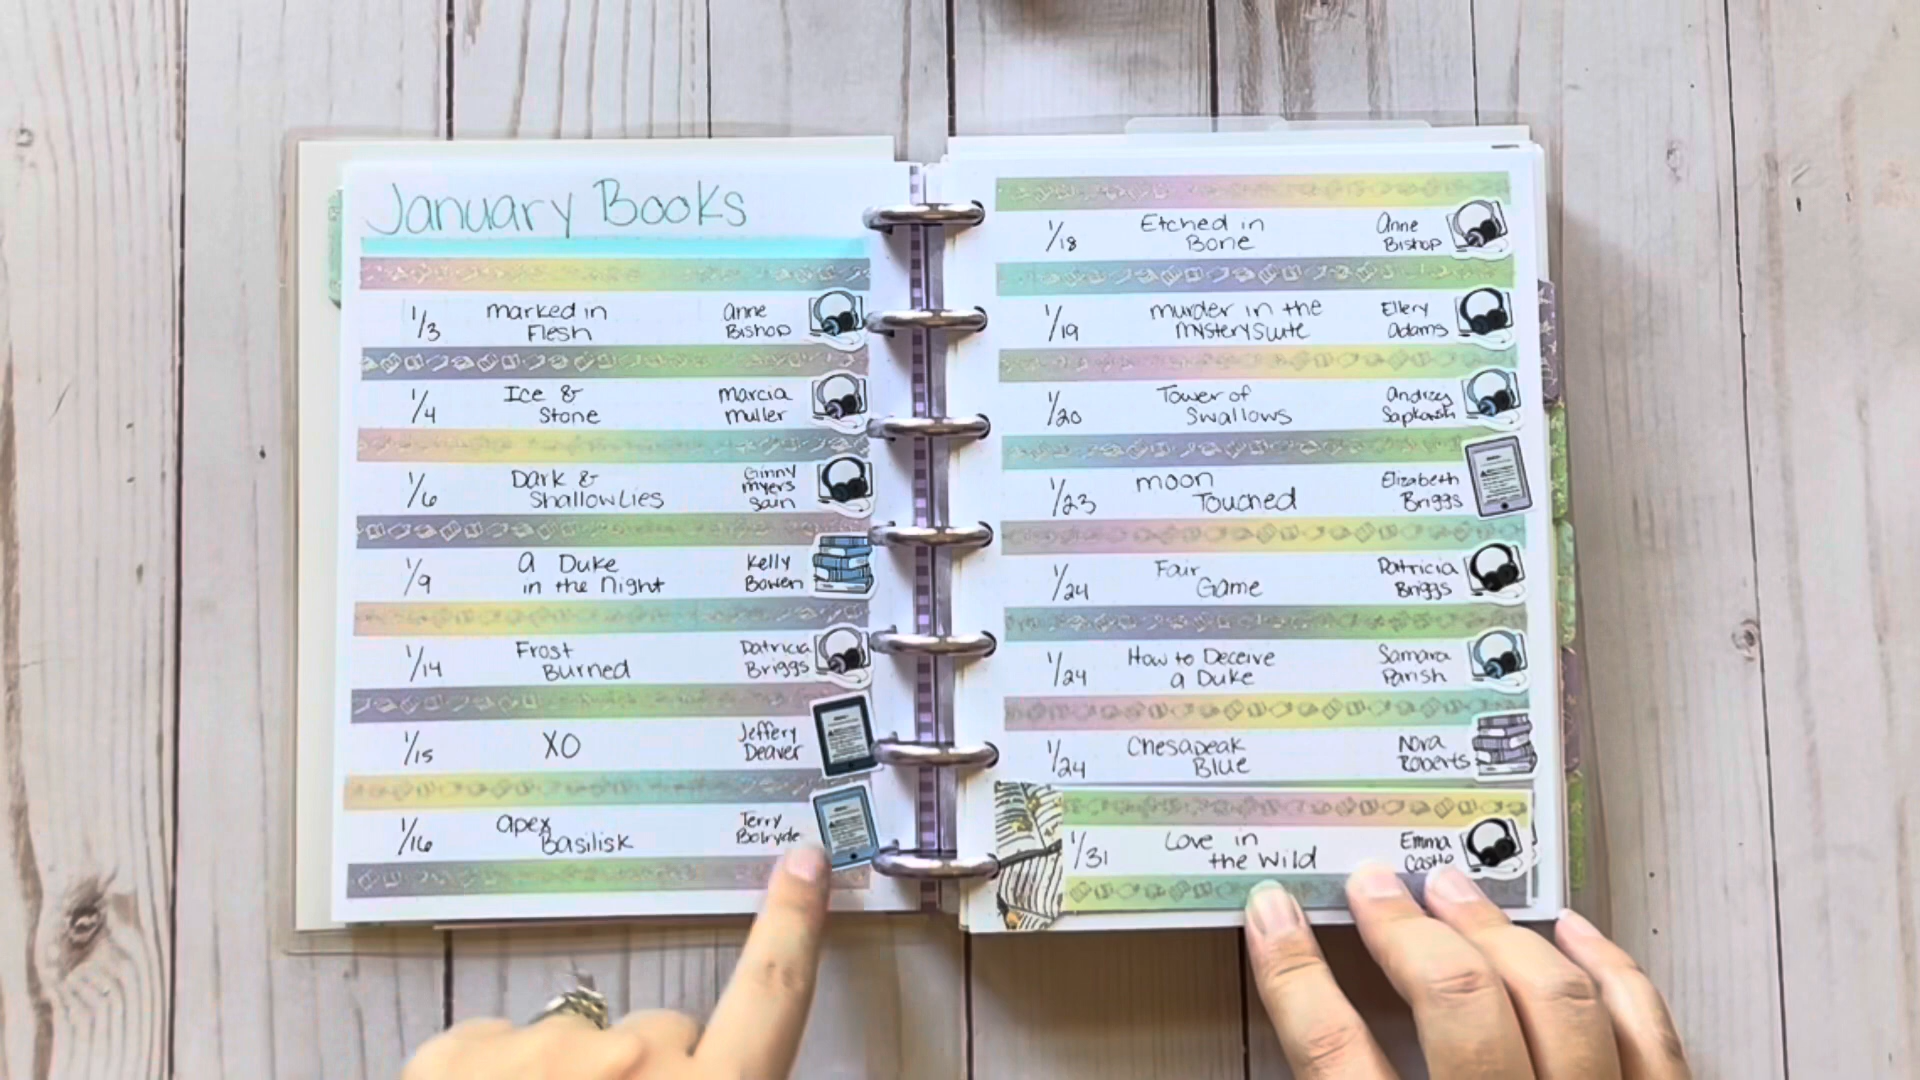 January Books
1/3 marked in Flesh Anne Bishop
1/4 Ice & Stone Marcia Muller
1/6 Dark & Shallow Lies Ginny Myers Sain
1/9 A Duke in the Night Kelly Bowen
1/14 Frost Burned Patricia Briggs
1/15 XO Jeffery Deaver
1/16 apex Basilisk Terry
1/18 Etched in Bone Anne Bishop
1/19 murder in the mystery suite Ellery Adams
1/20 Tower of Swallows Andrzej
1/23 moon Touched Elizabeth Briggs
1/24 Fair Game Patricia Briggs
1/24 How to Deceive a Duke Samara Parish
1/24 Chesapeak Blue Nora Roberts
1/31 Love in the Wild Emma Castle